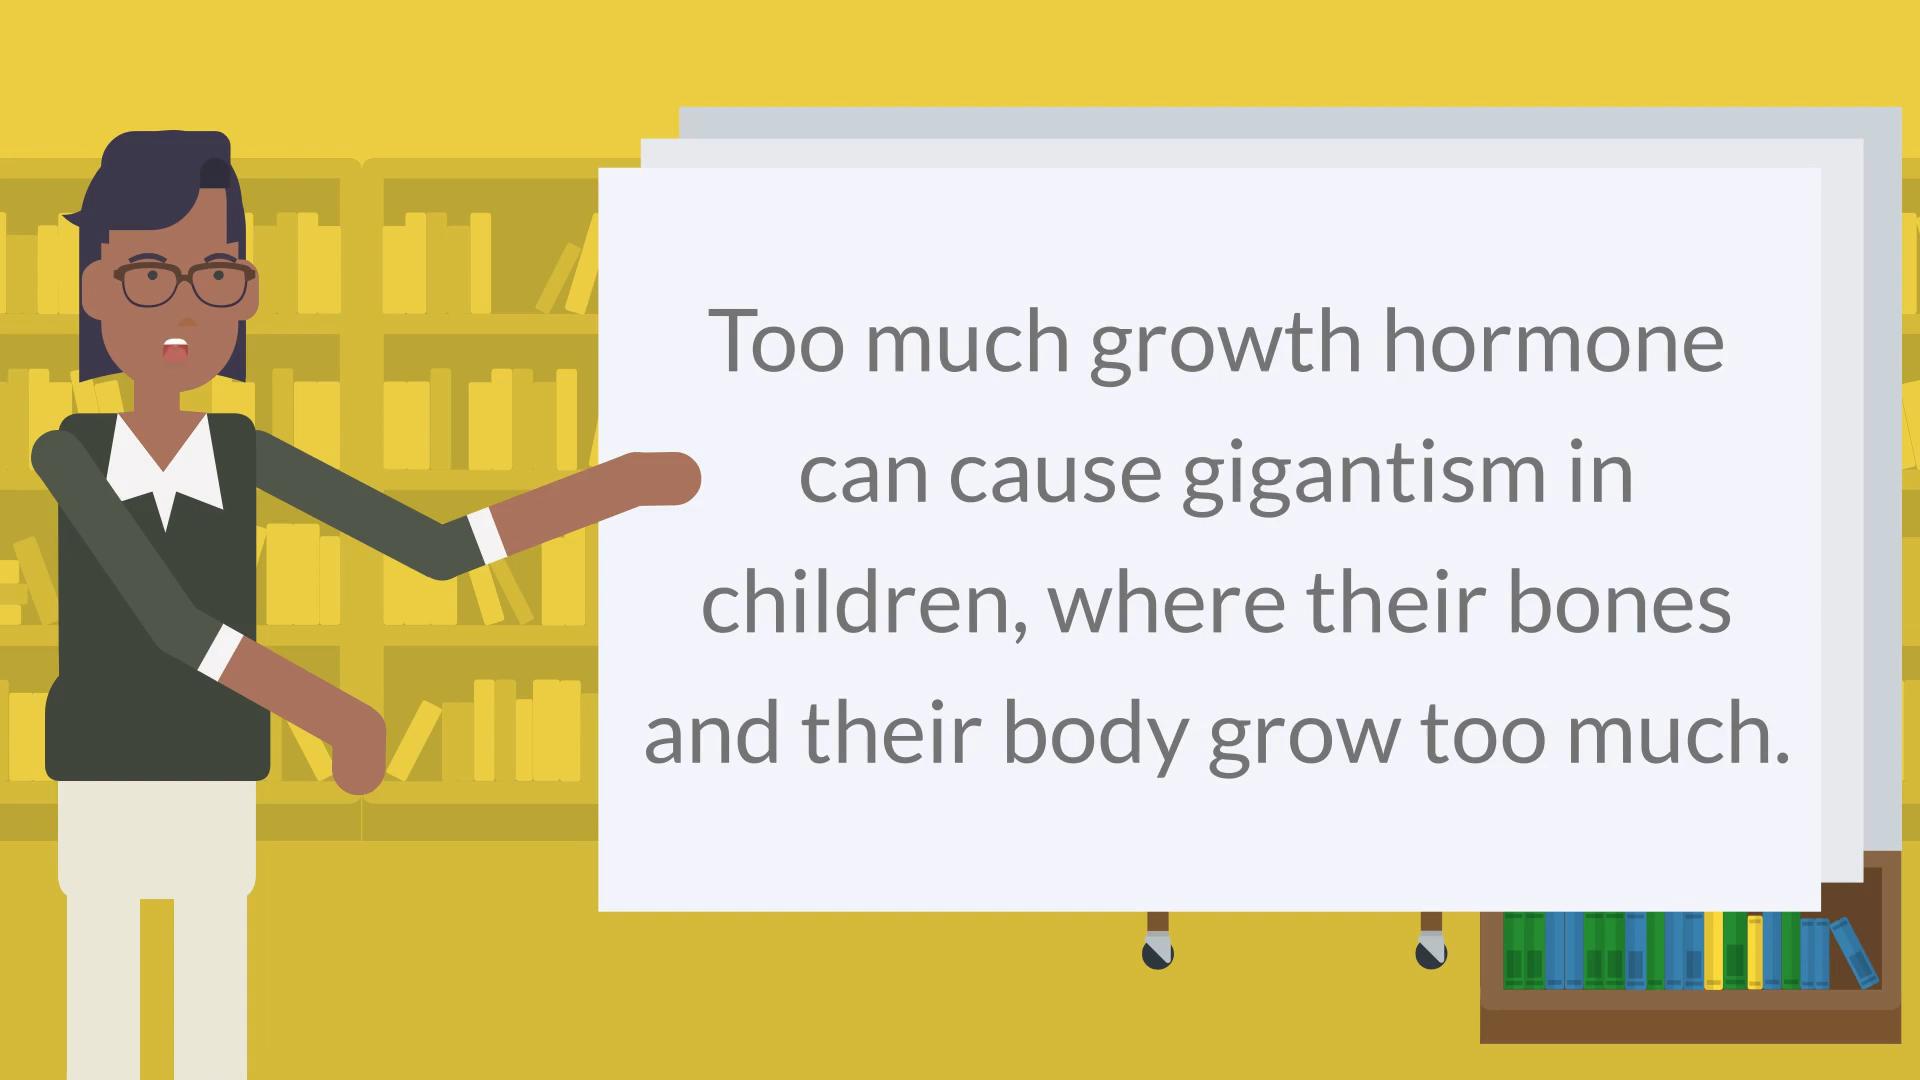 Too much growth hormone
can cause gigantism in
children, where their bones
and their body grow too much.